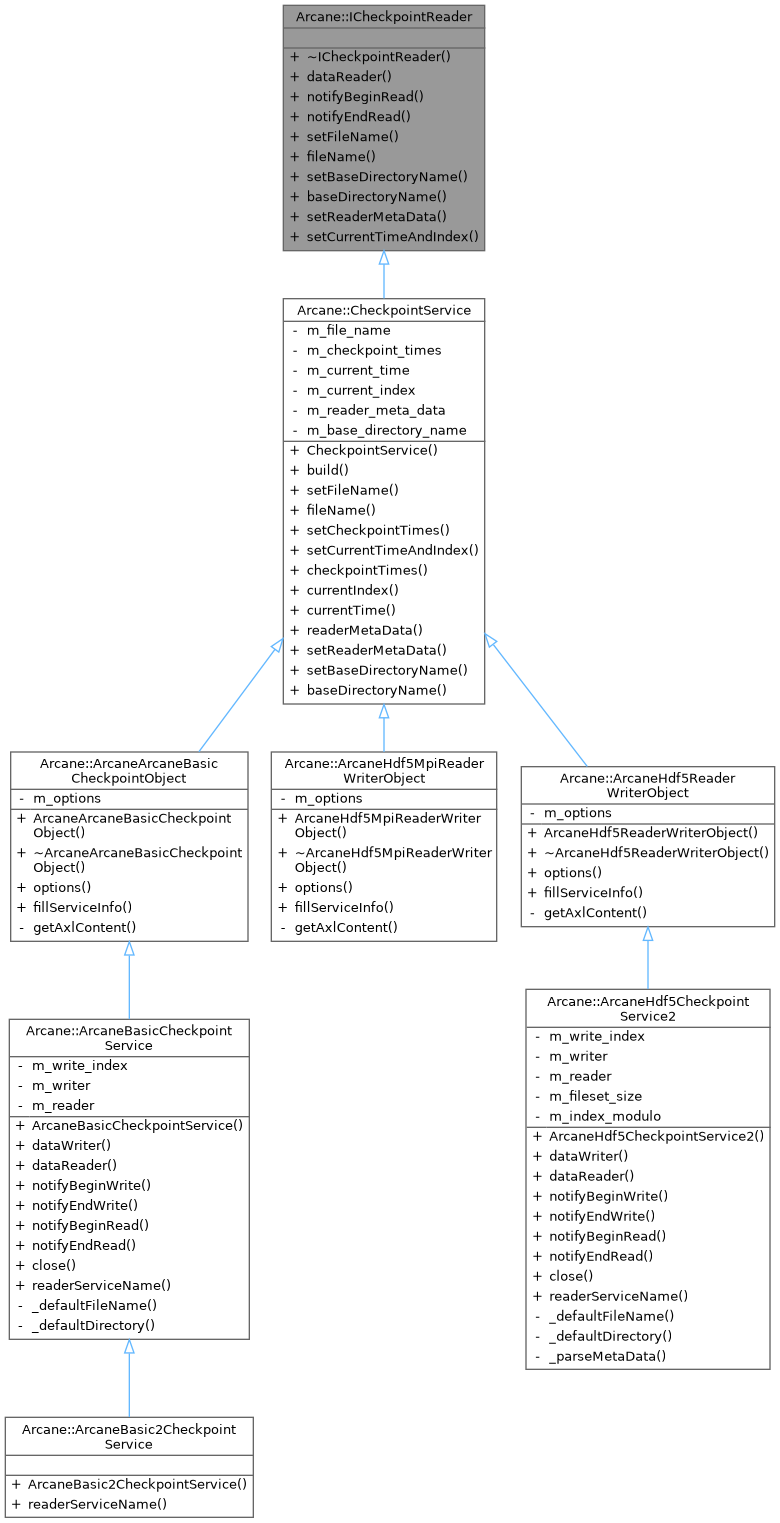 Arcane::ICheckpointReader
+ ~ICheckpointReader()
+ dataReader()
+ notifyBeginRead()
+ notifyEndRead()
+ setFileName()
+ fileName()
+ setBaseDirectoryName()
+ baseDirectoryName()
+ setReaderMetaData()
+ setCurrentTimeAndIndex()
Arcane::CheckpointService
- m_file_name
- m_checkpoint_times
- m_current_time
- m_current_index
- m_reader_meta_data
- m_base_directory_name
+ CheckpointService()
+ build()
+ setFileName()
+ fileName()
+ setCheckpointTimes()
+ setCurrentTimeAndIndex()
+ checkpointTimes()
+ currentIndex()
+ currentTime()
+ readerMetaData()
+ setReaderMetaData()
+ setBaseDirectoryName()
+ baseDirectoryName()
Arcane::ArcaneArcaneBasic
CheckpointObject
- m_options
+ ArcaneArcaneBasicCheckpoint
Object()
+ ~ArcaneArcaneBasicCheckpoint
Object()
+ options()
+ fillServiceInfo()
- getAxlContent()
Arcane::ArcaneHdf5MpiReader
WriterObject
- m_options
+ ArcaneHdf5MpiReaderWriter
Object()
+ ~ArcaneHdf5MpiReaderWriter
Object()
+ options()
+ fillServiceInfo()
- getAxlContent()
Arcane::ArcaneHdf5Reader
WriterObject
- m_options
+ ArcaneHdf5ReaderWriterObject()
+ ~ArcaneHdf5ReaderWriterObject()
+ options()
+ fillServiceInfo()
- getAxlContent()
Arcane::ArcaneBasicCheckpoint
Service
- m_write_index
- m_writer
- m_reader
+ ArcaneBasicCheckpointService()
+ dataWriter()
+ dataReader()
+ notifyBeginWrite()
+ notifyEndWrite()
+ notifyBeginRead()
+ notifyEndRead()
+ close()
+ readerServiceName()
- _defaultFileName()
- _defaultDirectory()
Arcane::ArcaneHdf5Checkpoint
Service2
- m_write_index
- m_writer
- m_reader
- m_fileset_size
- m_index_modulo
+ ArcaneHdf5CheckpointService2()
+ dataWriter()
+ dataReader()
+ notifyBeginWrite()
+ notifyEndWrite()
+ notifyBeginRead()
+ notifyEndRead()
+ close()
+ readerServiceName()
- _defaultFileName()
- _defaultDirectory()
- _parseMetaData()
Arcane::ArcaneBasic2Checkpoint
Service
+ ArcaneBasic2CheckpointService()
+ readerServiceName()